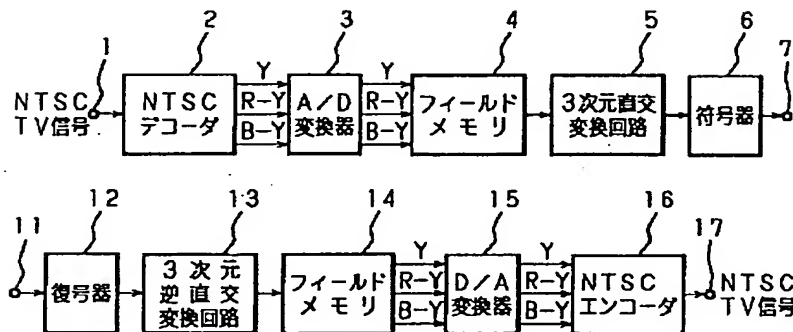 1
2
3
4
5
6
7
NTSC
TV信号
NTSC
デコーダ
Y
R-Y
B-Y
A/D
変換器
Y
R-Y
B-Y
フィールド
メモリ
3次元直交
変換回路
符号器
11
12
13
14
15
16
17
復号器
3次元
逆直交
変換回路
フィールド
メモリ
Y
R-Y
B-Y
D/A
変換器
Y
R-Y
B-Y
NTSC
エンコーダ
NTSC
TV信号